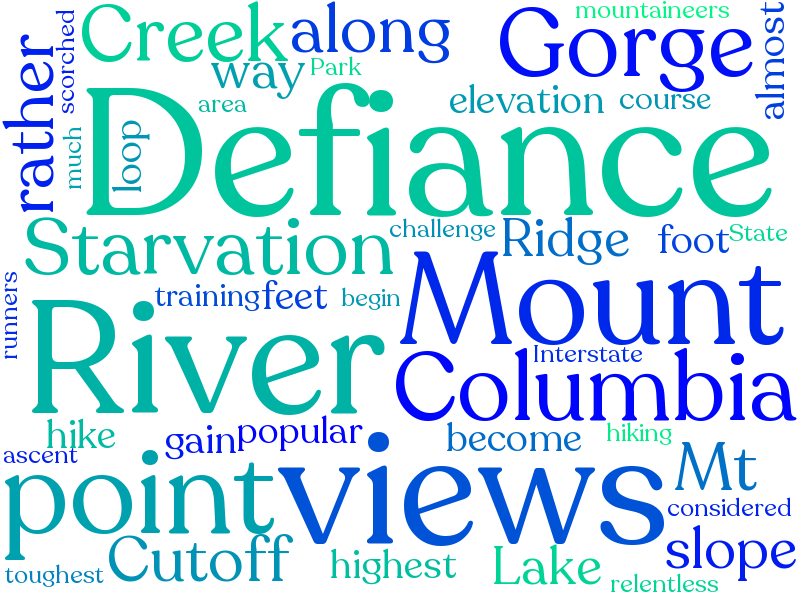 mountaineers
scorched
Creek
along
Gorge
almost
rather
way
Park
elevation
course
area
much
loop
Defiance
Starvation
challenge
Ridge
foot
State
runners
training
feet
begin
Mount
River
Interstate
Columbia
hike
gain
popular
become
hiking
ascent
point
views
Mt
considered
toughest
Cutoff
highest
Lake
slope
relentless